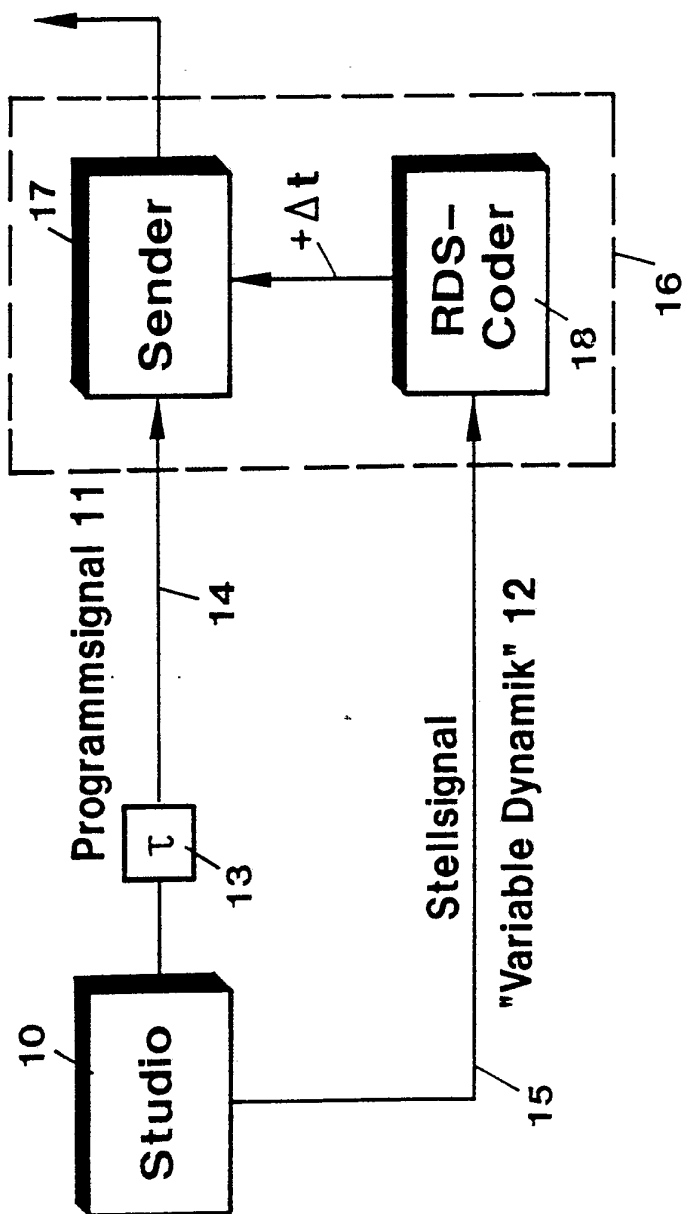 10
Studio
Programmsignal 11
τ
13
14
17
Sender
+Δt
RDS-
Coder
18
16
Stellsignal
"Variable Dynamik" 12
15